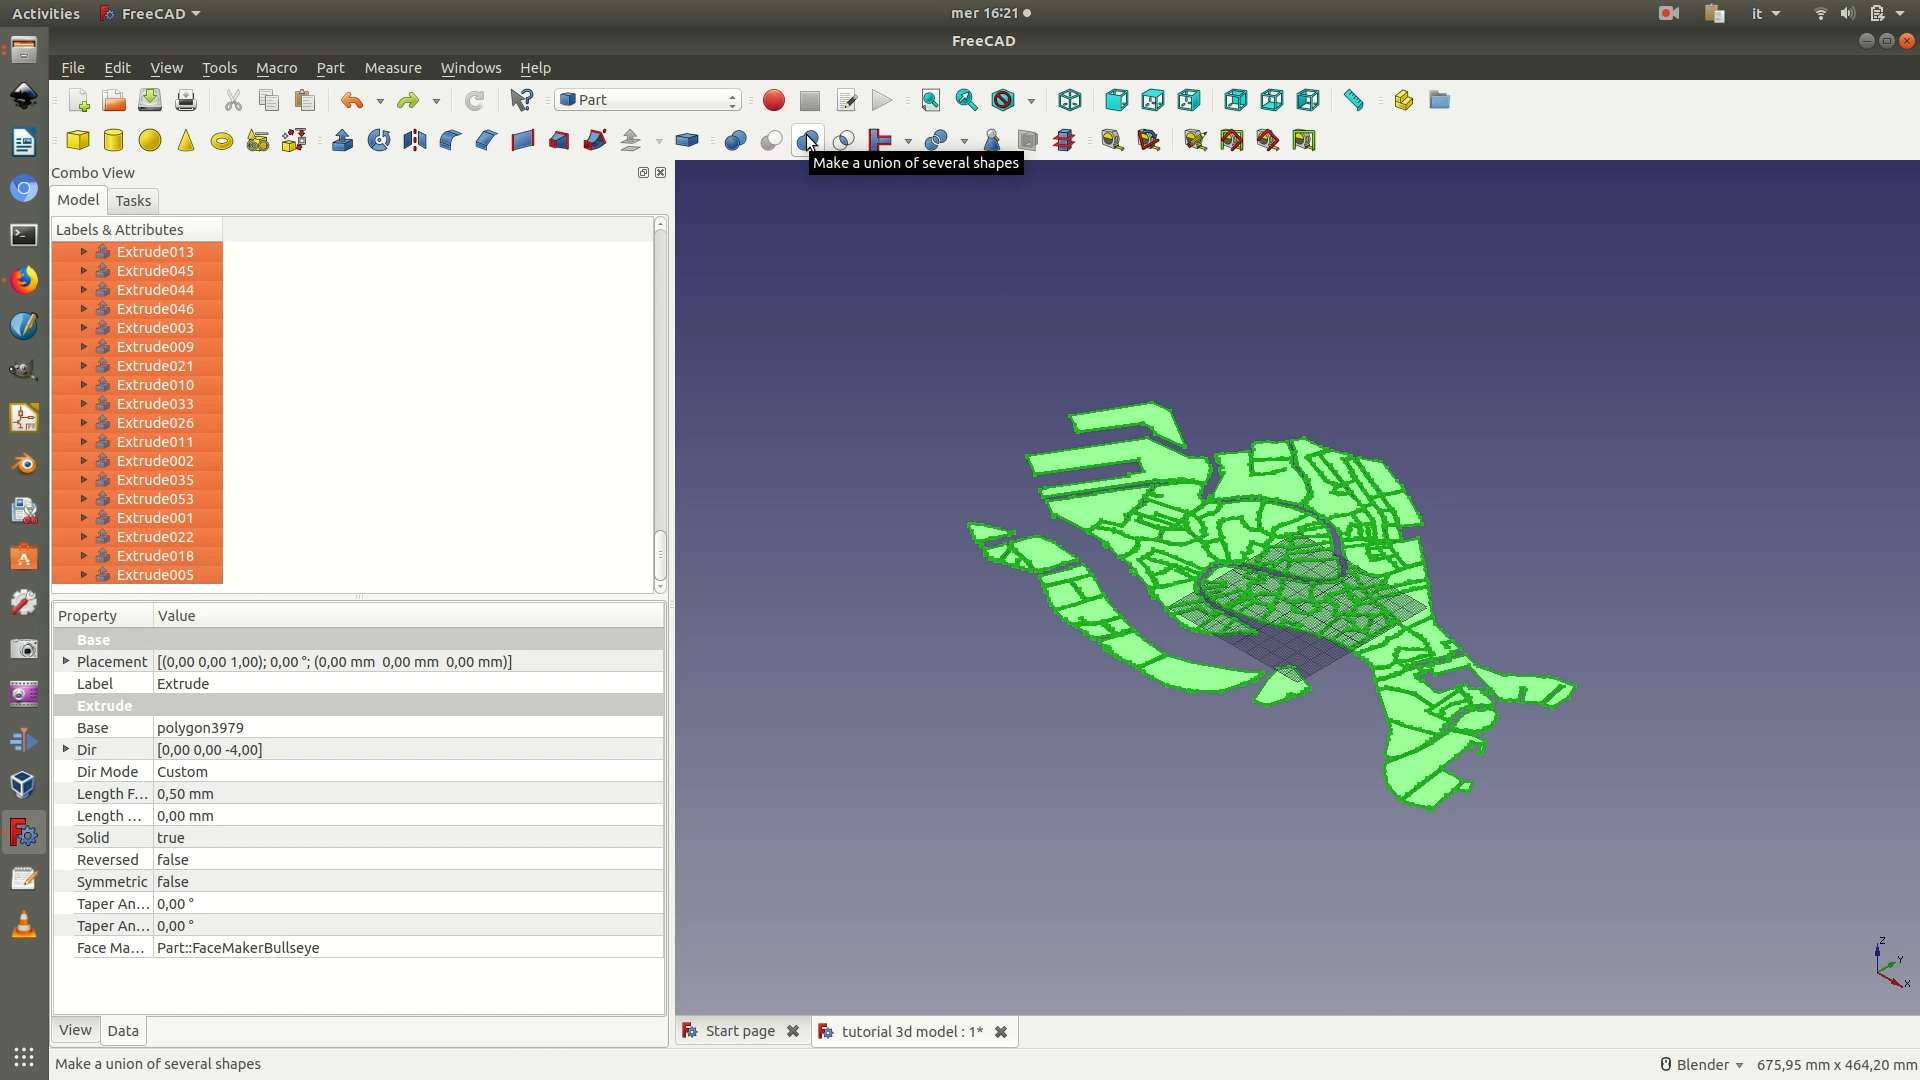 Activities FreeCAD mer 16:21 it
FreeCAD
File Edit View Tools Macro Part Measure Windows Help
Part
Make a union of several shapes
Combo View
Model Tasks
Labels & Attributes
Extrude013
Extrude045
Extrude044
Extrude046
Extrude003
Extrude009
Extrude021
Extrude010
Extrude033
Extrude026
Extrude011
Extrude002
Extrude035
Extrude053
Extrude001
Extrude022
Extrude018
Extrude005
Property Value
Base
Placement [(0,00 0,00 1,00); 0,00 °; (0,00 mm 0,00 mm 0,00 mm)]
Label Extrude
Extrude
Base polygon3979
Dir [0,00 0,00 -4,00]
Dir Mode Custom
Length F... 0,50 mm
Length ... 0,00 mm
Solid true
Reversed false
Symmetric false
Taper An... 0,00 °
Taper An... 0,00 °
Face Ma... Part::FaceMakerBullseye
View Data
Z
Y
X
Start page tutorial 3d model : 1*
Make a union of several shapes
Blender 675,95 mm x 464,20 mm